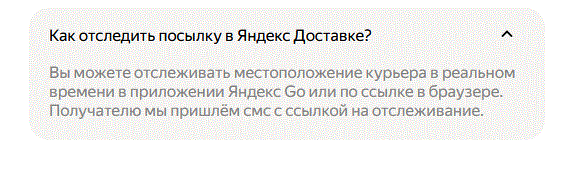 Как отследить посылку в Яндекс Доставке?
Вы можете отслеживать местоположение курьера в реальном
времени в приложении Яндекс Go или по ссылке в браузере.
Получателю мы пришлём смс с ссылкой на отслеживание.